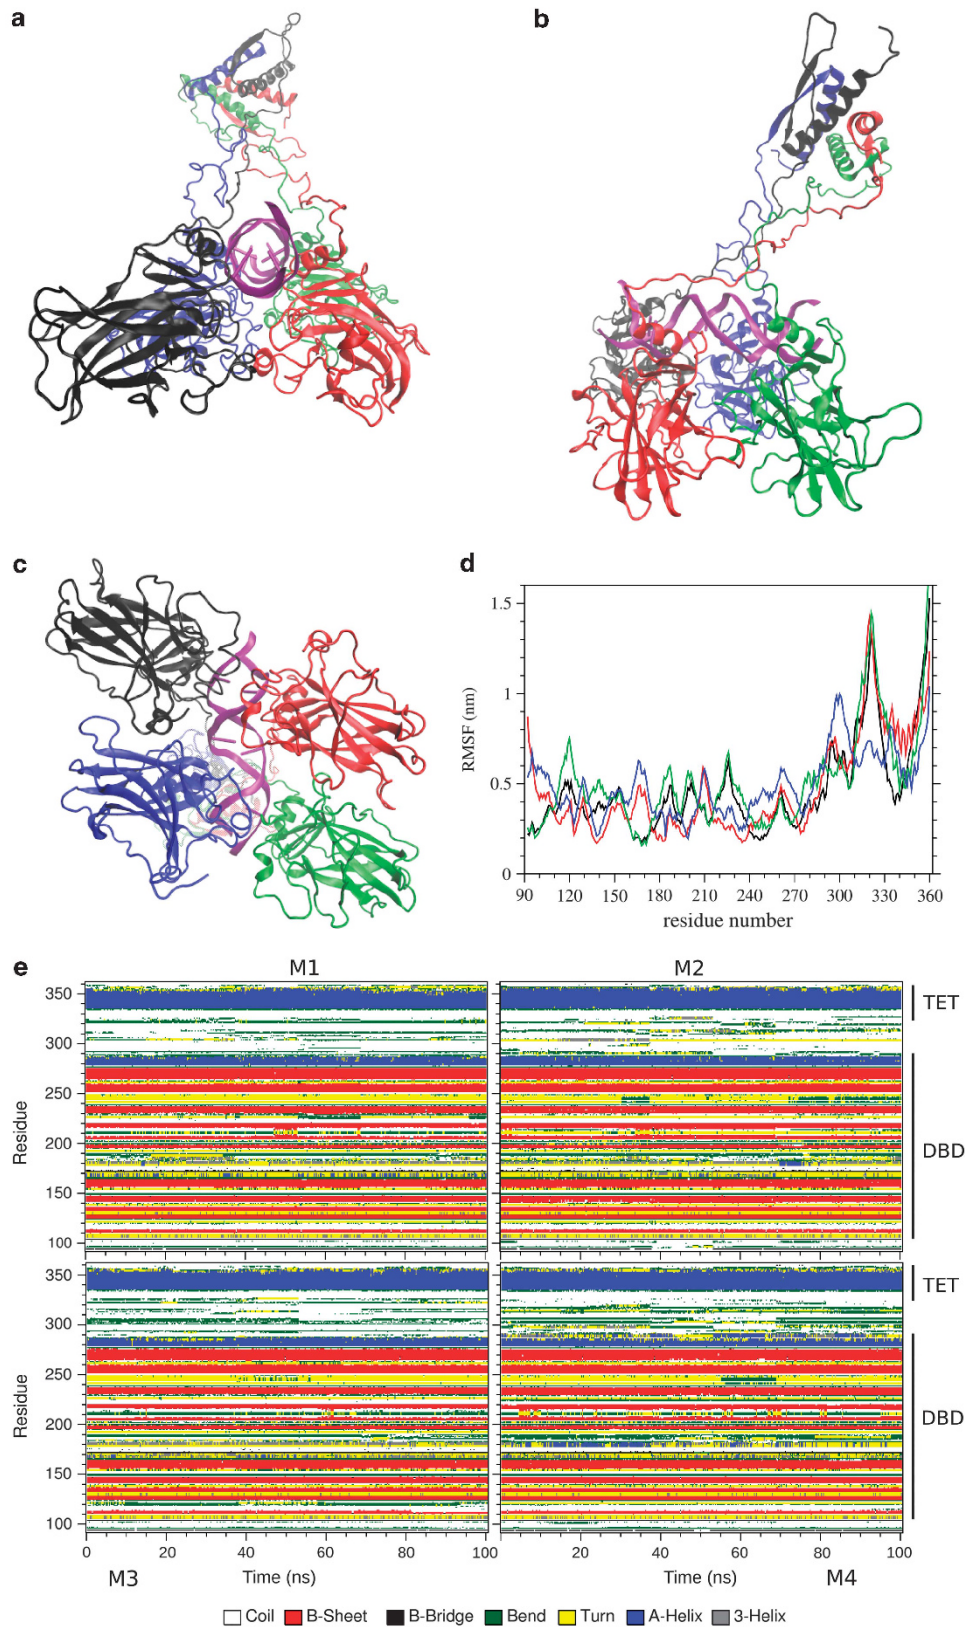 a
b
c
d
1.5
1
0.5
0
RMSF (nm)
90 120 150 180 210 240 270 300 330 360
residue number
e
M1
M2
350
300
250
200
150
100
Residue
TET
DBD
350
300
250
200
150
100
Residue
TET
DBD
0 20 40 60 80 100
20 40 60 80 100
M3
Time (ns)
Time (ns)
M4
Coil B-Sheet B-Bridge Bend Turn A-Helix 3-Helix